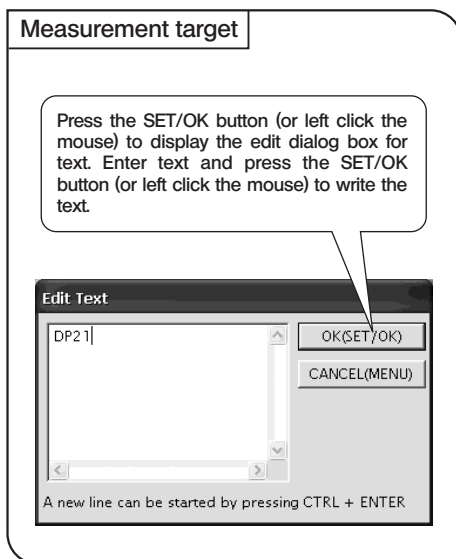 Measurement target
Press the SET/OK button (or left click the
mouse) to display the edit dialog box for
text. Enter text and press the SET/OK
button (or left click the mouse) to write the
text.
Edit Text
DP21
OK(SET/OK)
CANCEL(MENU)
A new line can be started by pressing CTRL + ENTER